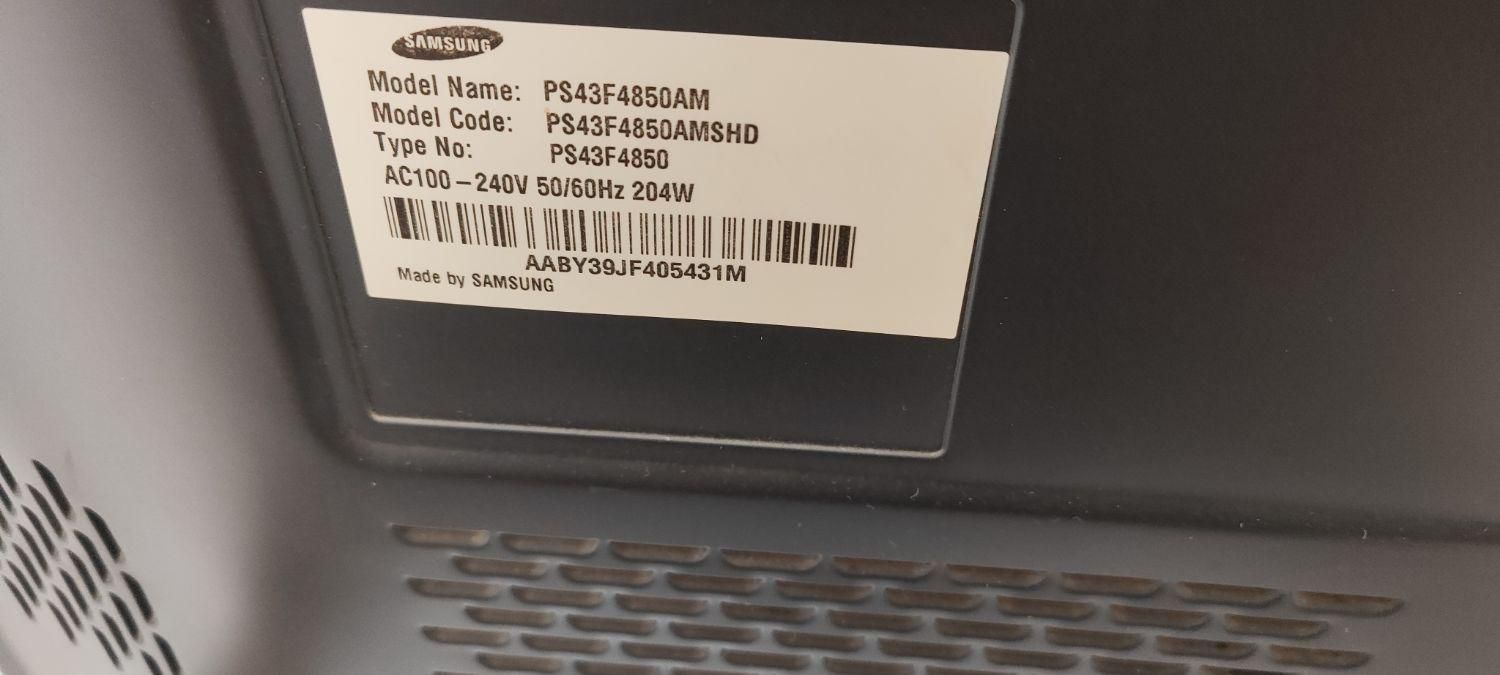 SAMSUNG
Model Name: PS43F4850AM
Model Code: PS43F4850AMSHD
Type No: PS43F4850
AC100-240V 50/60Hz 204W
AABY39JF405431M
Made by SAMSUNG